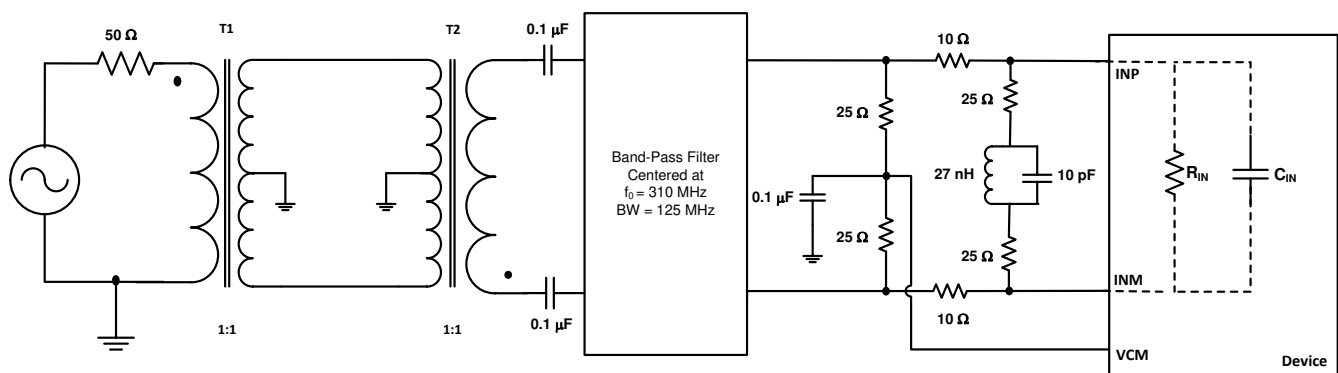 50 Ω
T1
T2
0.1 µF
10 Ω
INP
25 Ω
25 Ω
Band-Pass Filter
Centered at
f₀ = 310 MHz
BW = 125 MHz
27 nH
10 pF
R_IN
C_IN
0.1 µF
25 Ω
25 Ω
INM
0.1 µF
10 Ω
1:1
1:1
VCM
Device